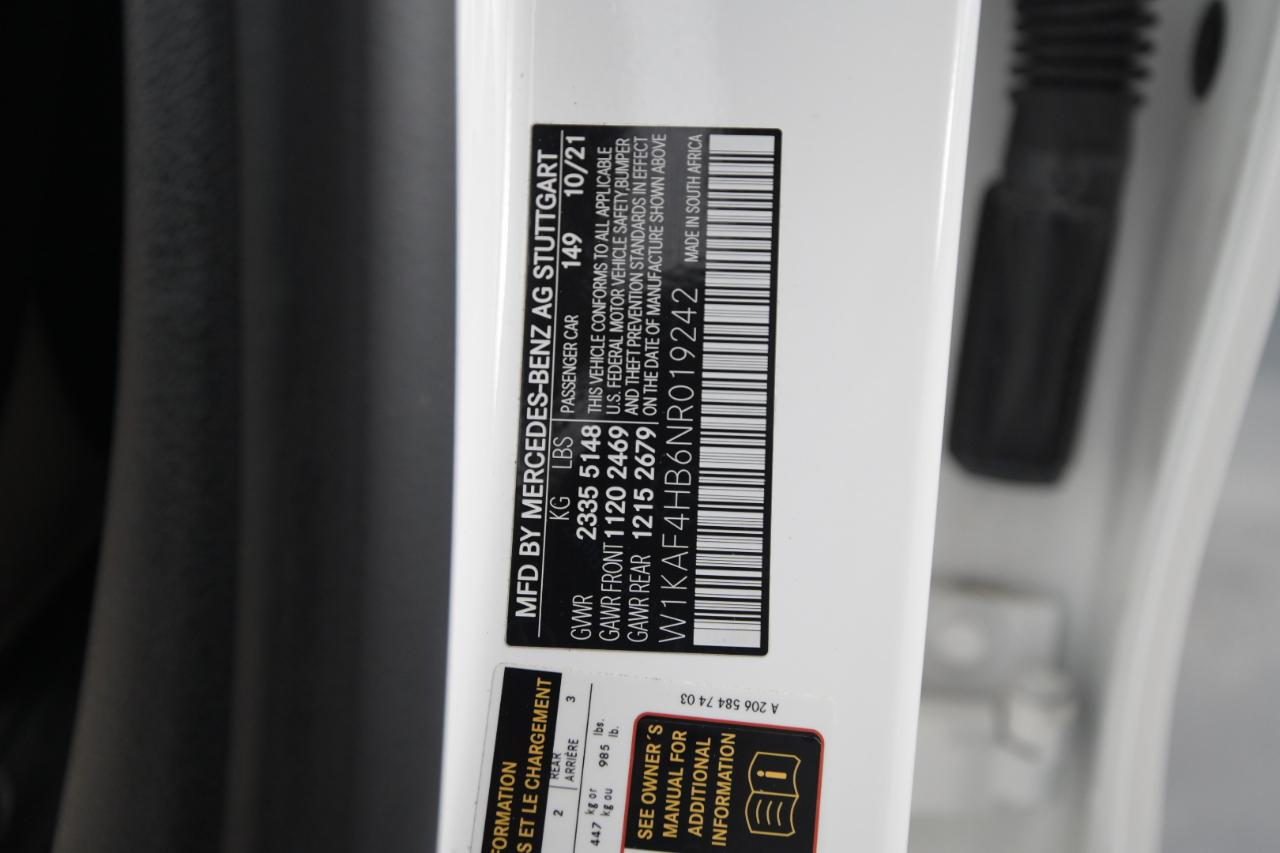 MFD BY MERCEDES-BENZ AG STUTTGART
KG LBS PASSENGER CAR 149 10/21
GVWR 2335 5148 THIS VEHICLE CONFORMS TO ALL APPLICABLE
GAWR FRONT 1120 2469 U.S. FEDERAL MOTOR VEHICLE SAFETY,BUMPER
GAWR REAR 1215 2679 AND THEFT PREVENTION STANDARDS IN EFFECT
ON THE DATE OF MANUFACTURE SHOWN ABOVE
W1KAF4HB6NR019242 MADE IN SOUTH AFRICA
ORMATION
S ET LE CHARGEMENT
2 REAR 3
ARRIÈRE
447 kg or 985 lbs.
kg ou lb.
SEE OWNER´S
MANUAL FOR
ADDITIONAL
INFORMATION
A 206 584 74 03